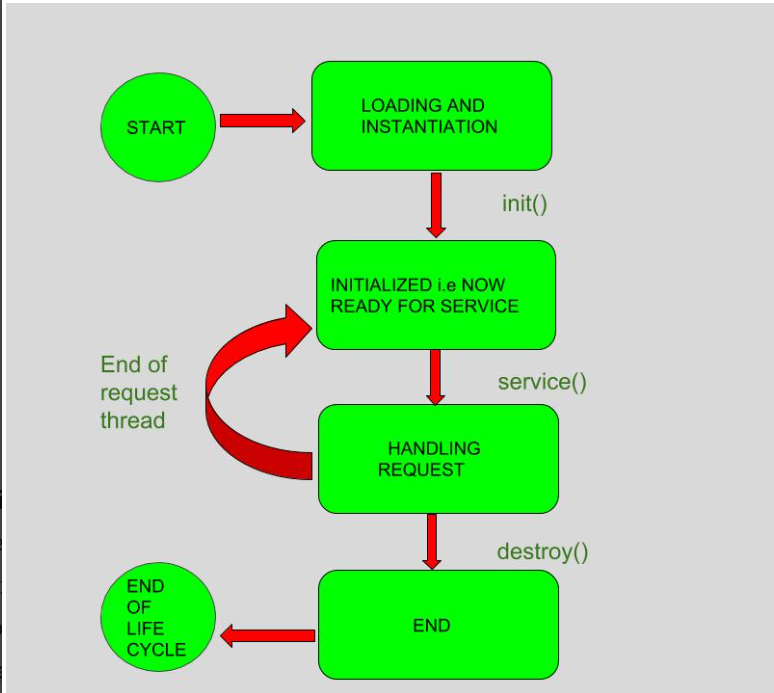 START
LOADING AND
INSTANTIATION
init()
INITIALIZED i.e NOW
READY FOR SERVICE
End of
request
thread
service()
HANDLING
REQUEST
destroy()
END
OF
LIFE
CYCLE
END